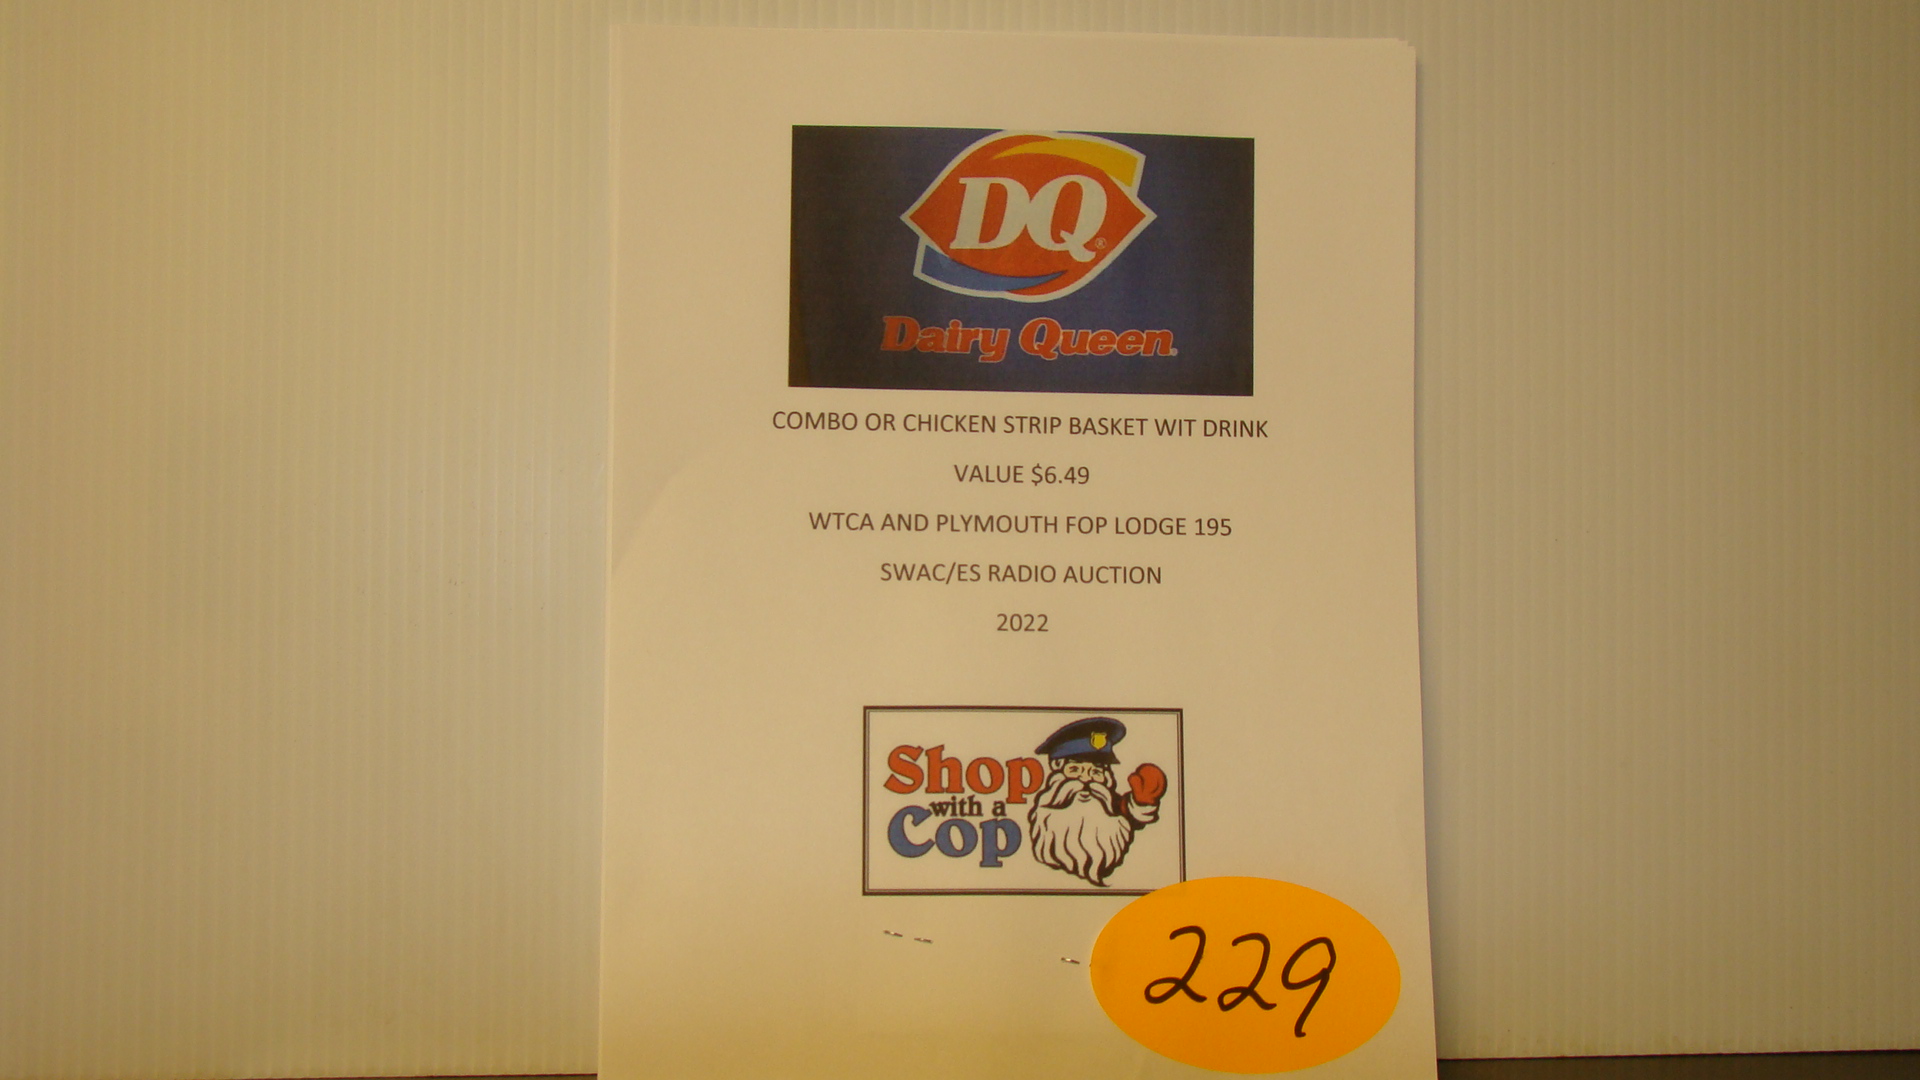 DQ®
Dairy Queen®
COMBO OR CHICKEN STRIP BASKET WIT DRINK
VALUE $6.49
WTCA AND PLYMOUTH FOP LODGE 195
SWAC/ES RADIO AUCTION
2022
Shop
with a
Cop
229